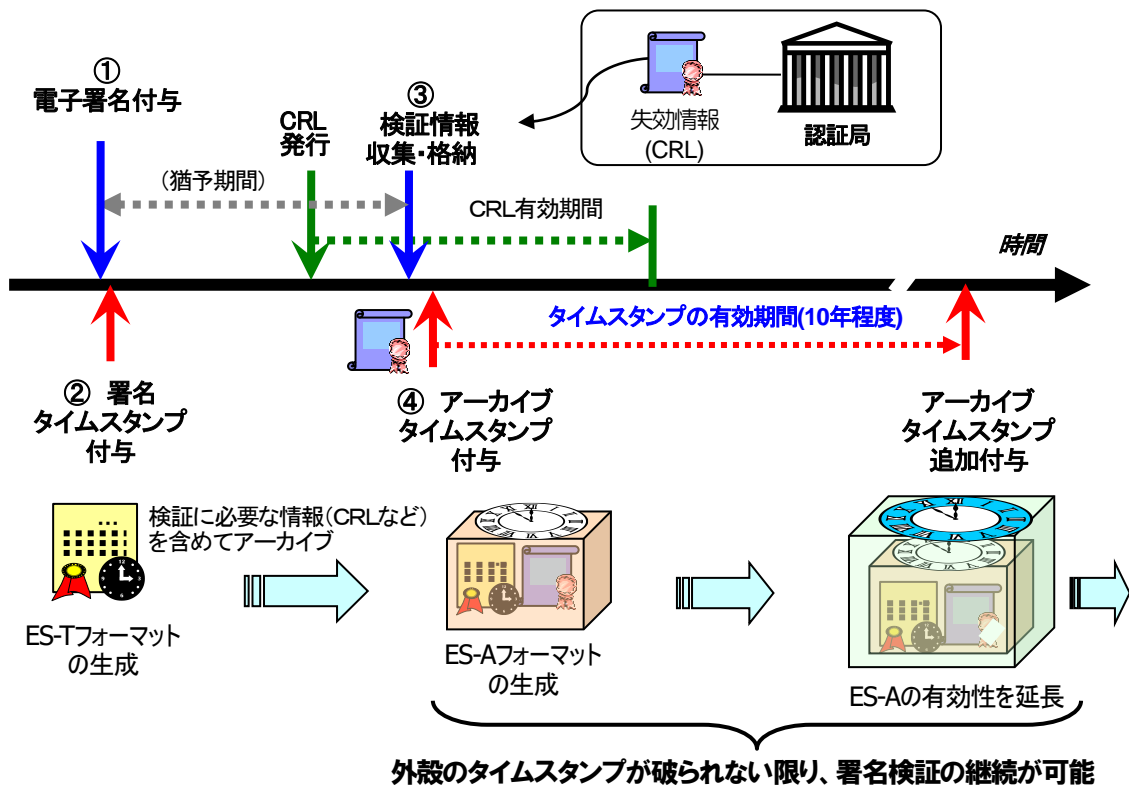 ①
電子署名付与
CRL
発行
③
検証情報
収集・格納
失効情報
(CRL)
認証局
（猶予期間）
CRL有効期間
時間
タイムスタンプの有効期間(10年程度)
② 署名
タイムスタンプ
付与
④ アーカイブ
タイムスタンプ
付与
アーカイブ
タイムスタンプ
追加付与
検証に必要な情報（CRLなど）
を含めてアーカイブ
ES-Tフォーマット
の生成
ES-Aフォーマット
の生成
ES-Aの有効性を延長
外殻のタイムスタンプが破られない限り、署名検証の継続が可能